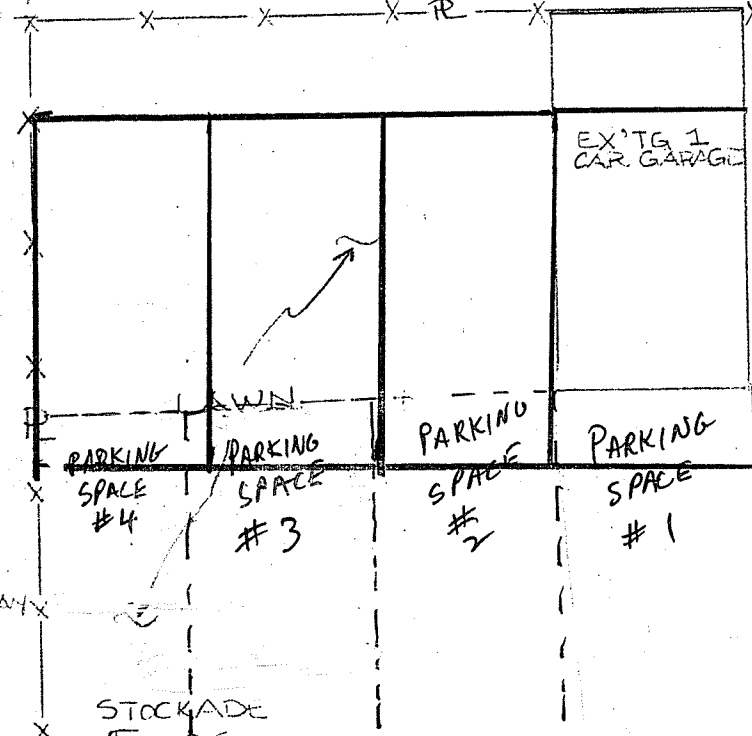 PL
EX'TG 1
CAR GARAGE
LAWN
PARKING
SPACE
#4
PARKING
SPACE
#3
PARKING
SPACE
#2
PARKING
SPACE
#1
STOCKADE